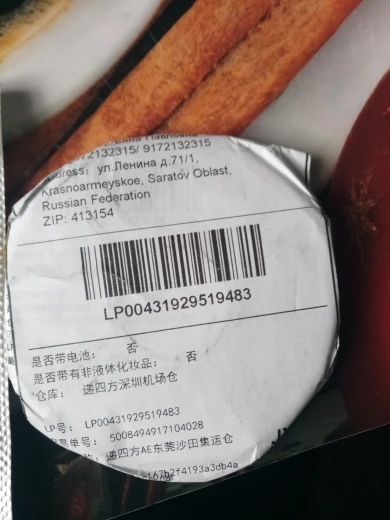 72132315/ 9172132315
ул.Ленина д.71/1,
Krasnoarmeyskoe, Saratov Oblast,
Russian Federation
ZIP: 413154
LP00431929519483
是否带电池: 否
是否带有非液体化妆品: 否
仓库: 递四方深圳机场仓
LP号: LP00431929519483
单号: 5008494917104028
递四方AE东莞沙田集运仓
167b2f4193a3db4a